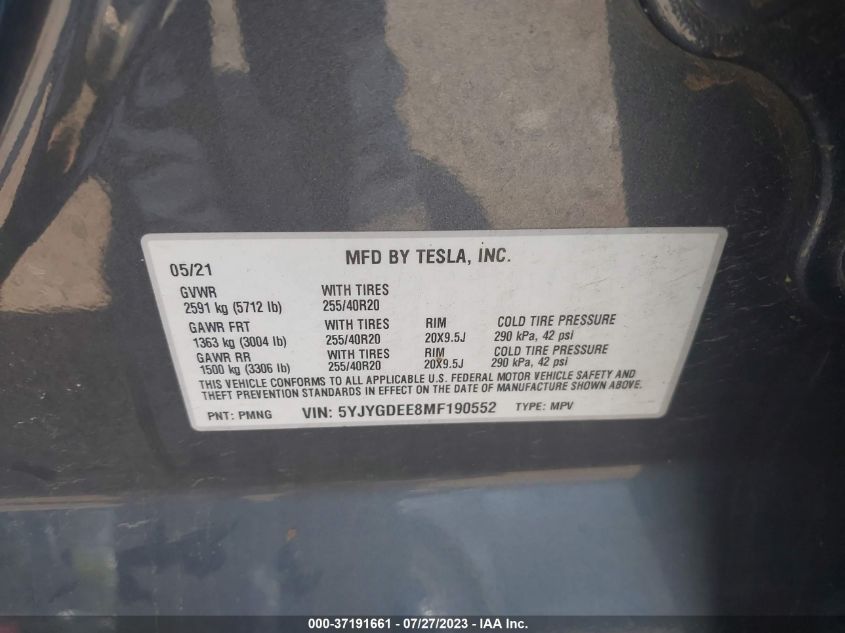 MFD BY TESLA, INC.
05/21
GVWR WITH TIRES
2591 kg (5712 lb) 255/40R20
GAWR FRT WITH TIRES RIM COLD TIRE PRESSURE
1363 kg (3004 lb) 255/40R20 20X9.5J 290 kPa, 42 psi
GAWR RR WITH TIRES RIM COLD TIRE PRESSURE
1500 kg (3306 lb) 255/40R20 20X9.5J 290 kPa, 42 psi
THIS VEHICLE CONFORMS TO ALL APPLICABLE U.S. FEDERAL MOTOR VEHICLE SAFETY AND
THEFT PREVENTION STANDARDS IN EFFECT ON THE DATE OF MANUFACTURE SHOWN ABOVE.
PNT: PMNG VIN: 5YJYGDEE8MF190552 TYPE: MPV
000-37191661 - 07/27/2023 - IAA Inc.